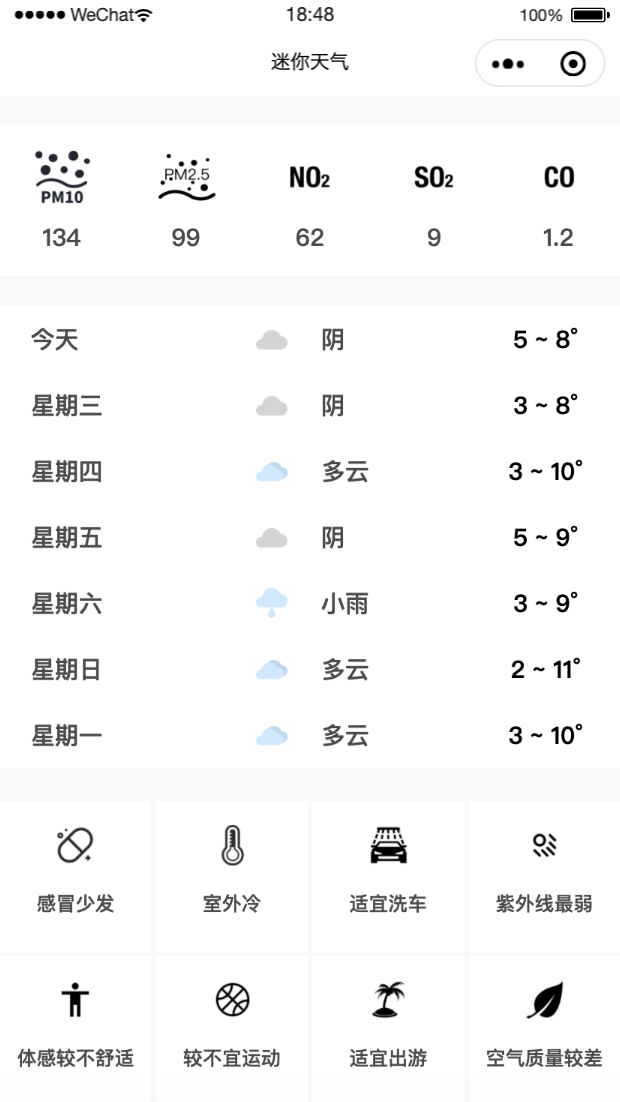 ●●●●● WeChat 18:48 100%
迷你天气
PM10 PM2.5 NO₂ SO₂ CO
134 99 62 9 1.2
今天 阴 5 ~ 8°
星期三 阴 3 ~ 8°
星期四 多云 3 ~ 10°
星期五 阴 5 ~ 9°
星期六 小雨 3 ~ 9°
星期日 多云 2 ~ 11°
星期一 多云 3 ~ 10°
感冒少发 室外冷 适宜洗车 紫外线最弱
体感较不舒适 较不宜运动 适宜出游 空气质量较差